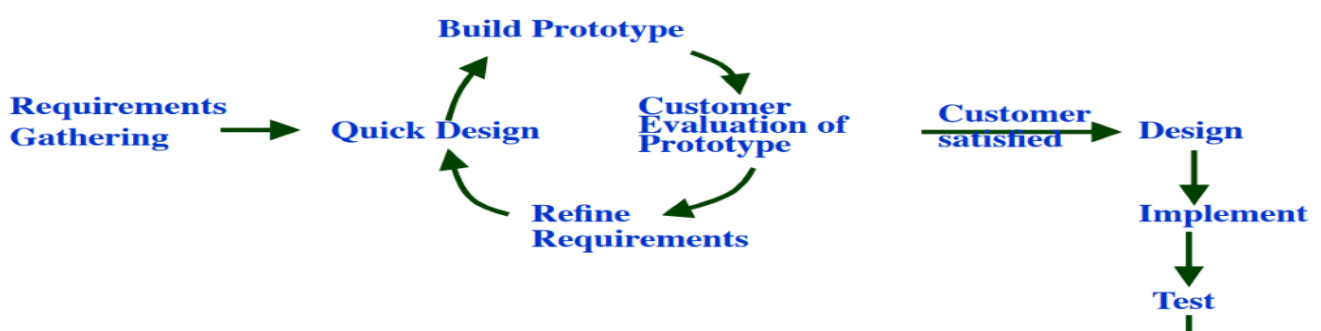 Build Prototype
Requirements
Gathering
Quick Design
Customer
Evaluation of
Prototype
Customer
satisfied
Design
Refine
Requirements
Implement
Test